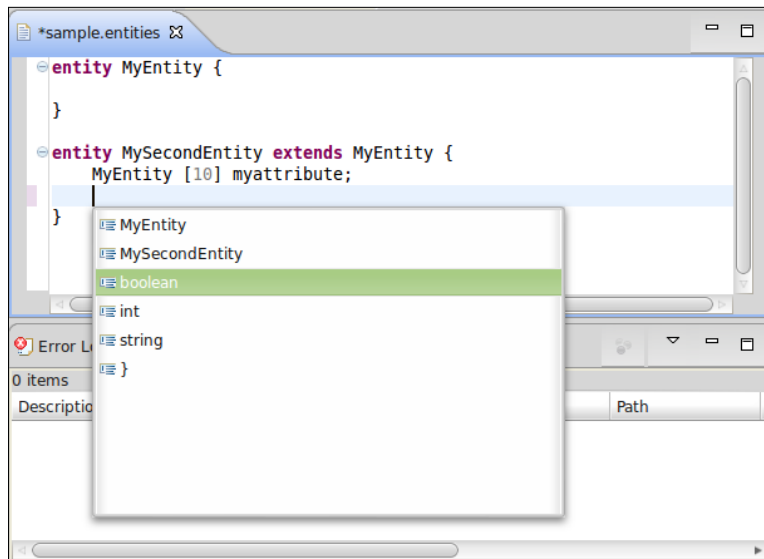 *sample.entities
entity MyEntity {
}
entity MySecondEntity extends MyEntity {
MyEntity [10] myattribute;
}
MyEntity
MySecondEntity
boolean
int
string
}
Error L
0 items
Descriptio
Path